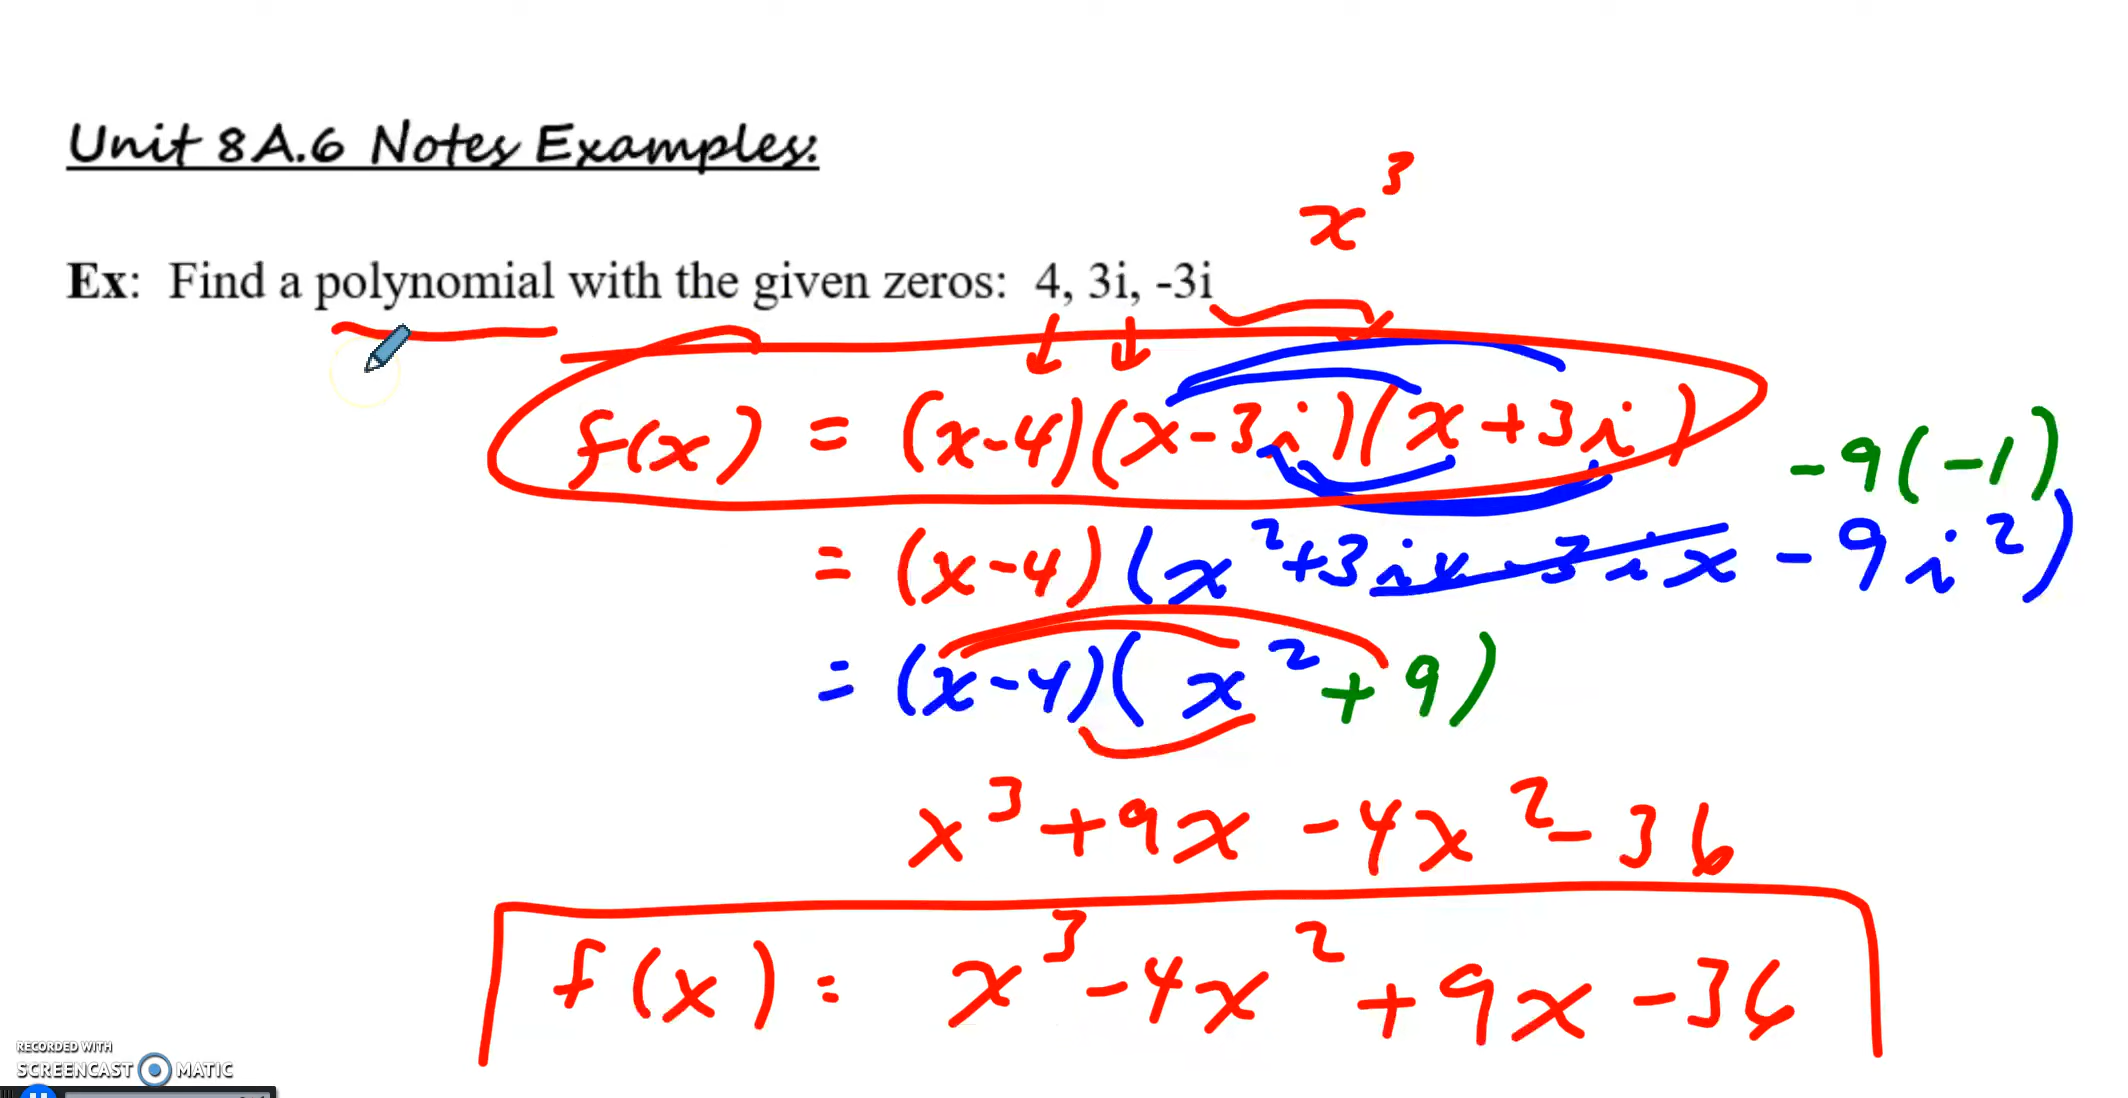 Unit 8A.6 Notes Examples:
x³
Ex: Find a polynomial with the given zeros: 4, 3i, -3i
f(x) = (x-4)(x-3i)(x+3i)
-9(-1)
= (x-4)(x²+3ix-3ix-9i²)
= (x-4)(x²+9)
x³+9x-4x²-36
f(x) = x³-4x²+9x-36
RECORDED WITH
SCREENCAST MATIC